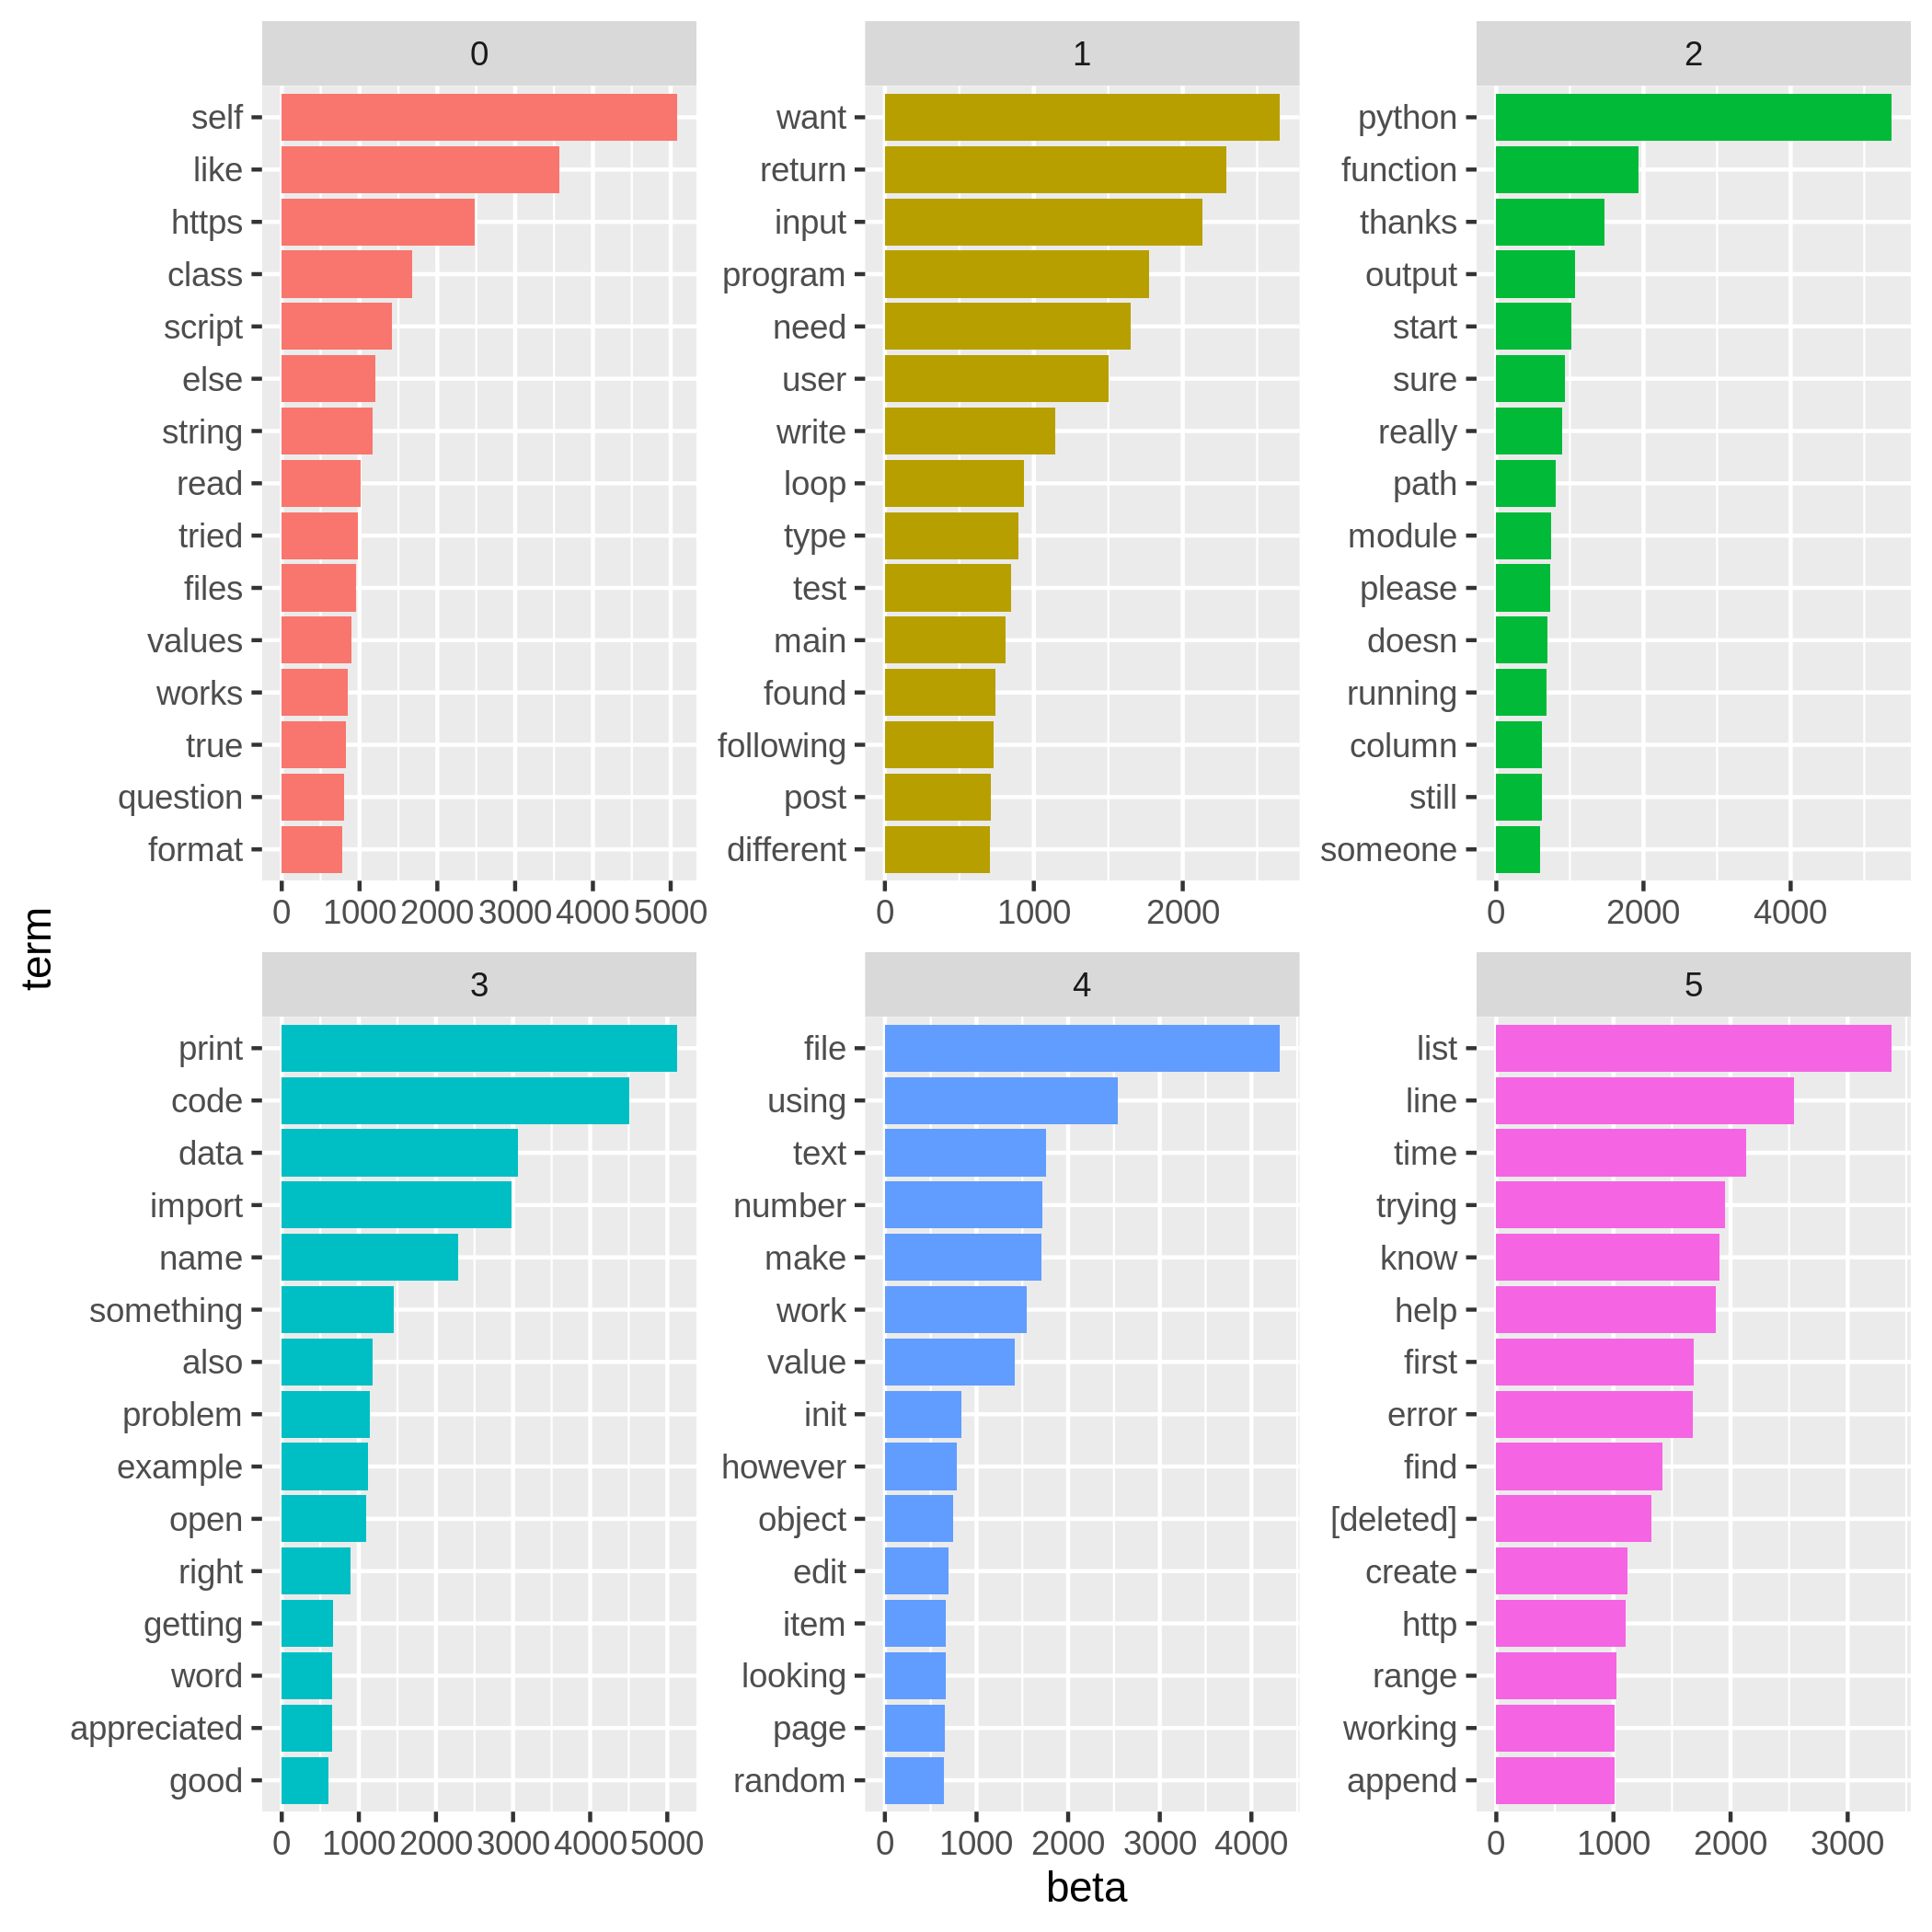 0
self
like
https
class
script
else
string
read
tried
files
values
works
true
question
format
0 1000 2000 3000 4000 5000
1
want
return
input
program
need
user
write
loop
type
test
main
found
following
post
different
0 1000 2000
2
python
function
thanks
output
start
sure
really
path
module
please
doesn
running
column
still
someone
0 2000 4000
term
3
print
code
data
import
name
something
also
problem
example
open
right
getting
word
appreciated
good
0 1000 2000 3000 4000 5000
4
file
using
text
number
make
work
value
init
however
object
edit
item
looking
page
random
0 1000 2000 3000 4000
5
list
line
time
trying
know
help
first
error
find
[deleted]
create
http
range
working
append
0 1000 2000 3000
beta